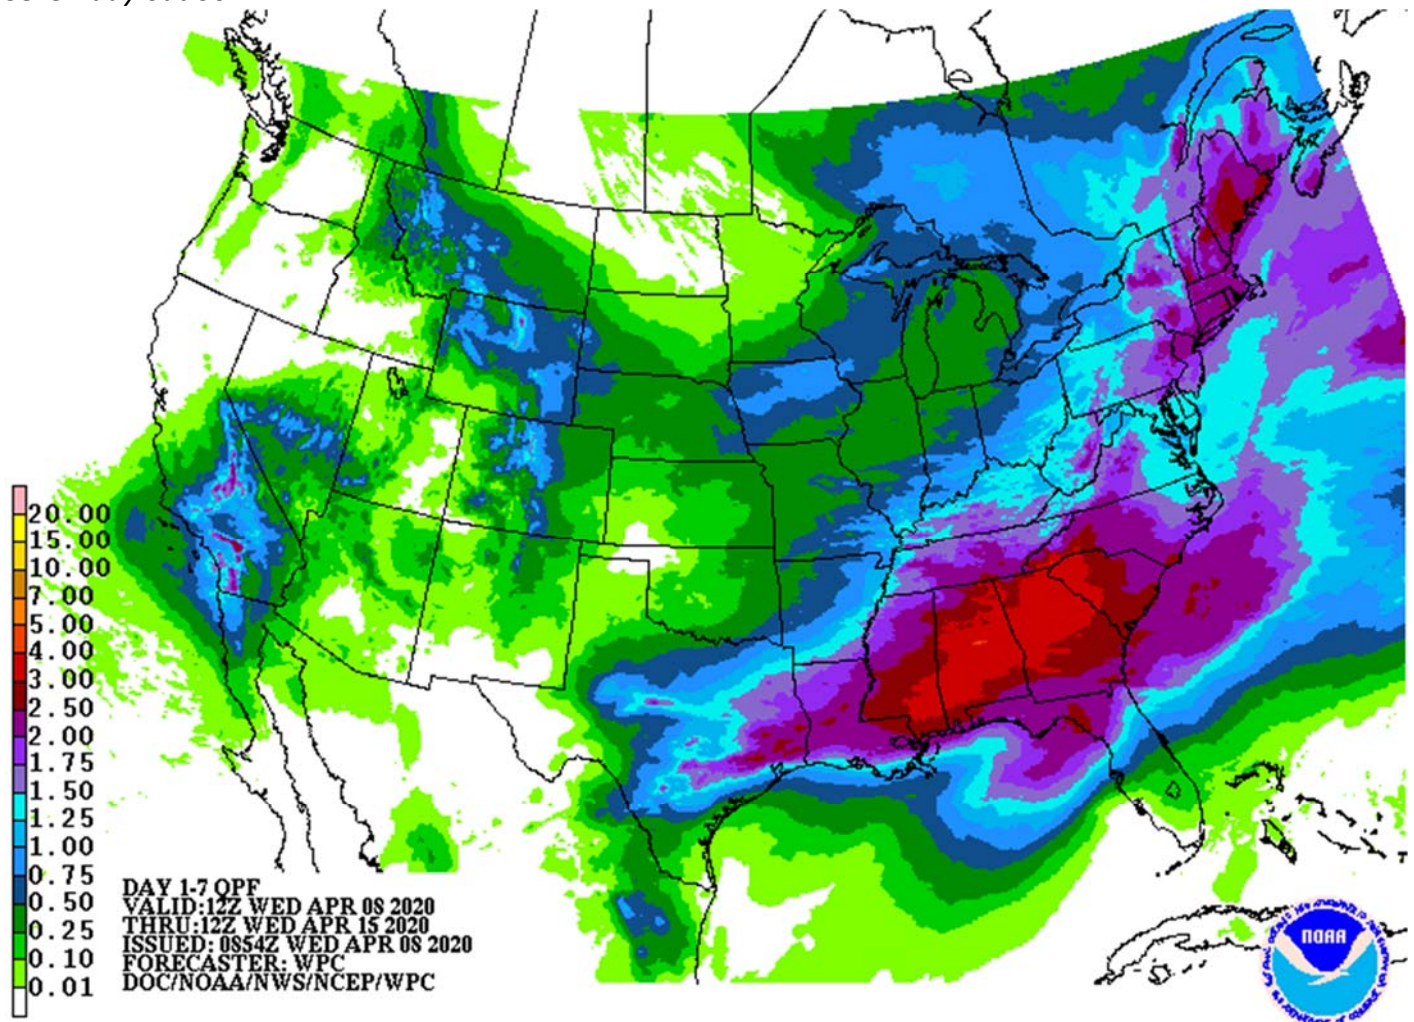 20.00
15.00
10.00
7.00
5.00
4.00
3.00
2.50
2.00
1.75
1.50
1.25
1.00
0.75
0.50
0.25
0.10
0.01
DAY 1-7 QPF
VALID:12Z WED APR 08 2020
THRU:12Z WED APR 15 2020
ISSUED: 0854Z WED APR 08 2020
FORECASTER: WPC
DOC/NOAA/NWS/NCEP/WPC
NOAA